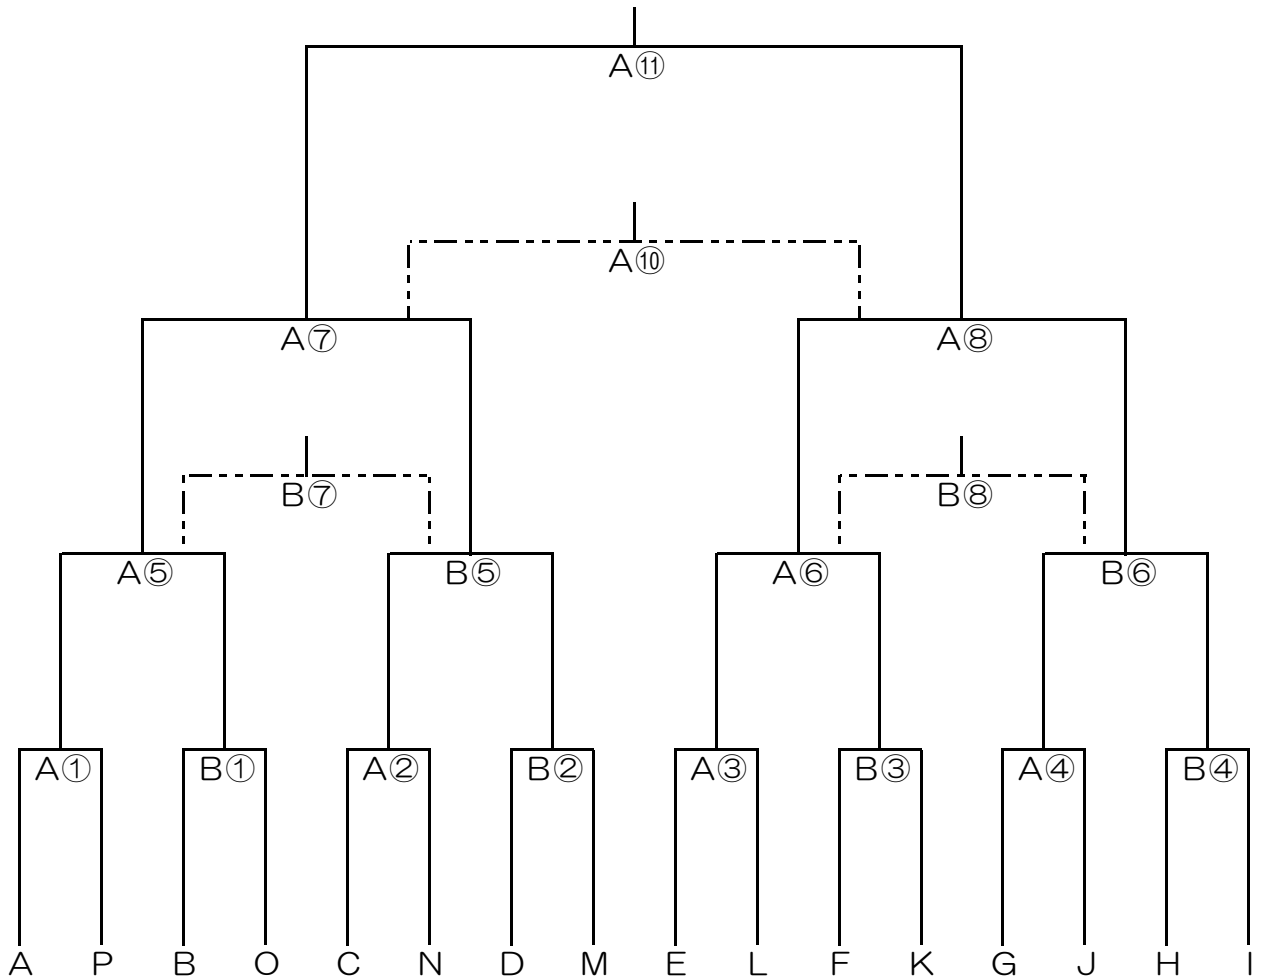 A⑪
A⑩
A⑦ A⑧
B⑦ B⑧
A⑤ B⑤ A⑥ B⑥
A① B① A② B② A③ B③ A④ B④
A P B O C N D M E L F K G J H I